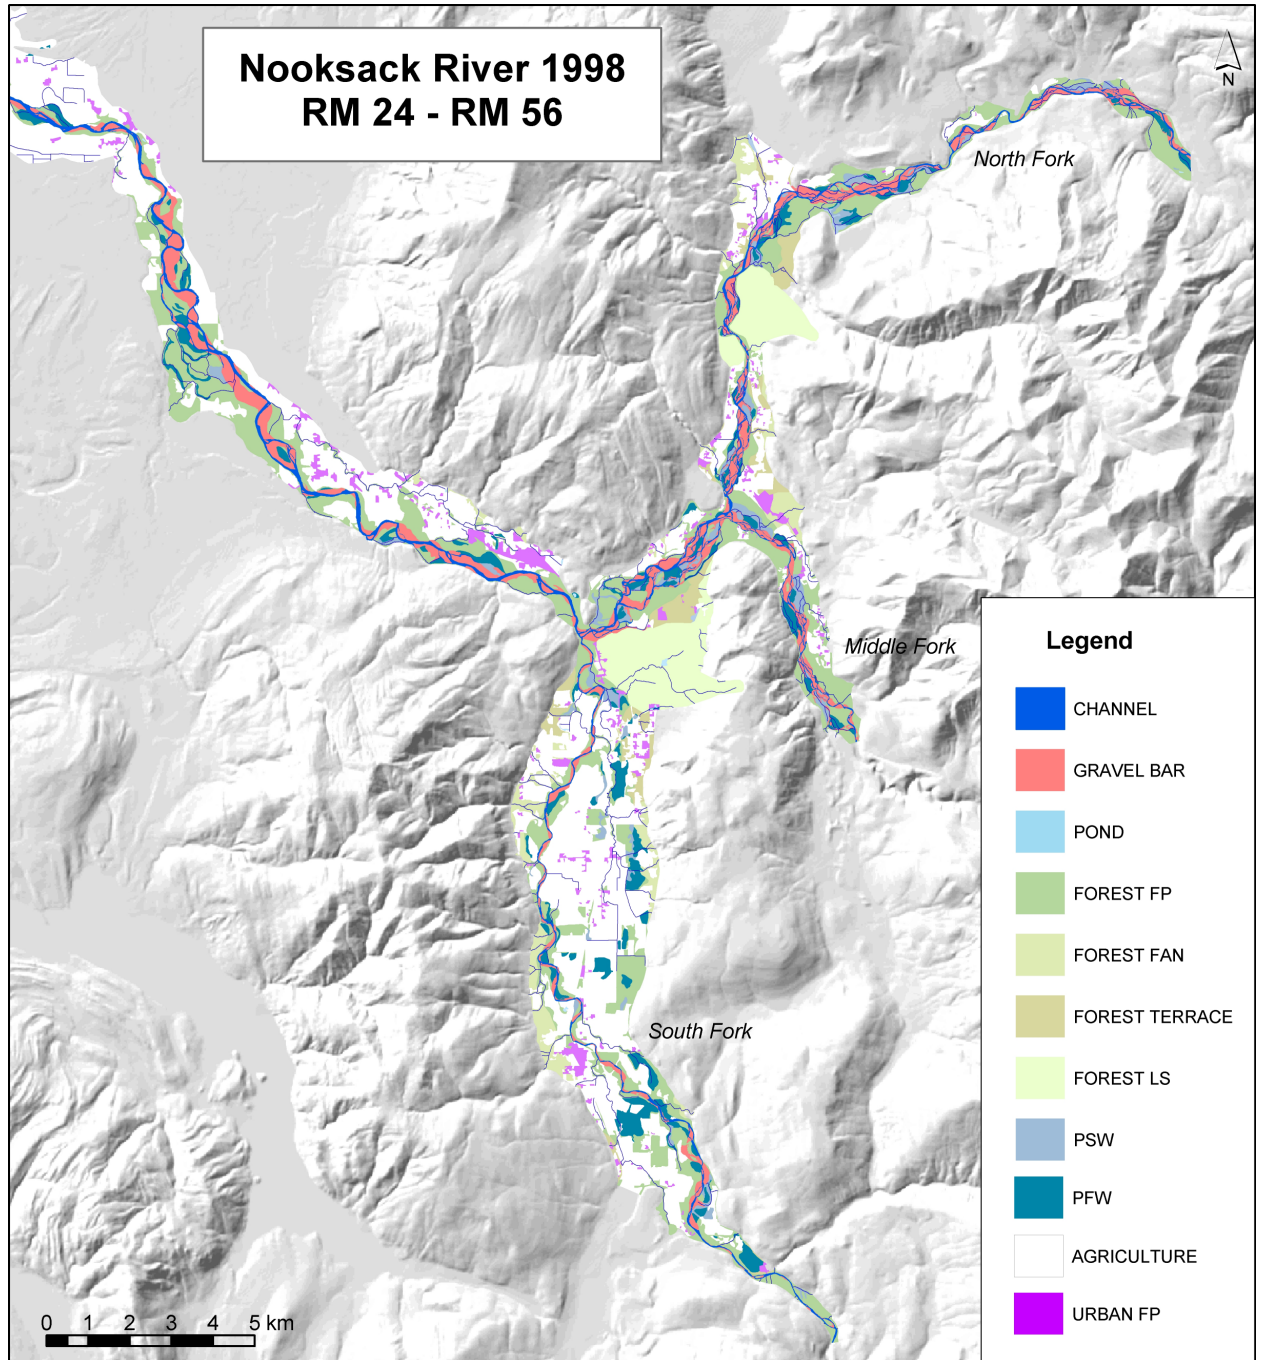 Nooksack River 1998
RM 24 - RM 56
N
North Fork
Middle Fork
South Fork
Legend
CHANNEL
GRAVEL BAR
POND
FOREST FP
FOREST FAN
FOREST TERRACE
FOREST LS
PSW
PFW
AGRICULTURE
URBAN FP
0 1 2 3 4 5 km